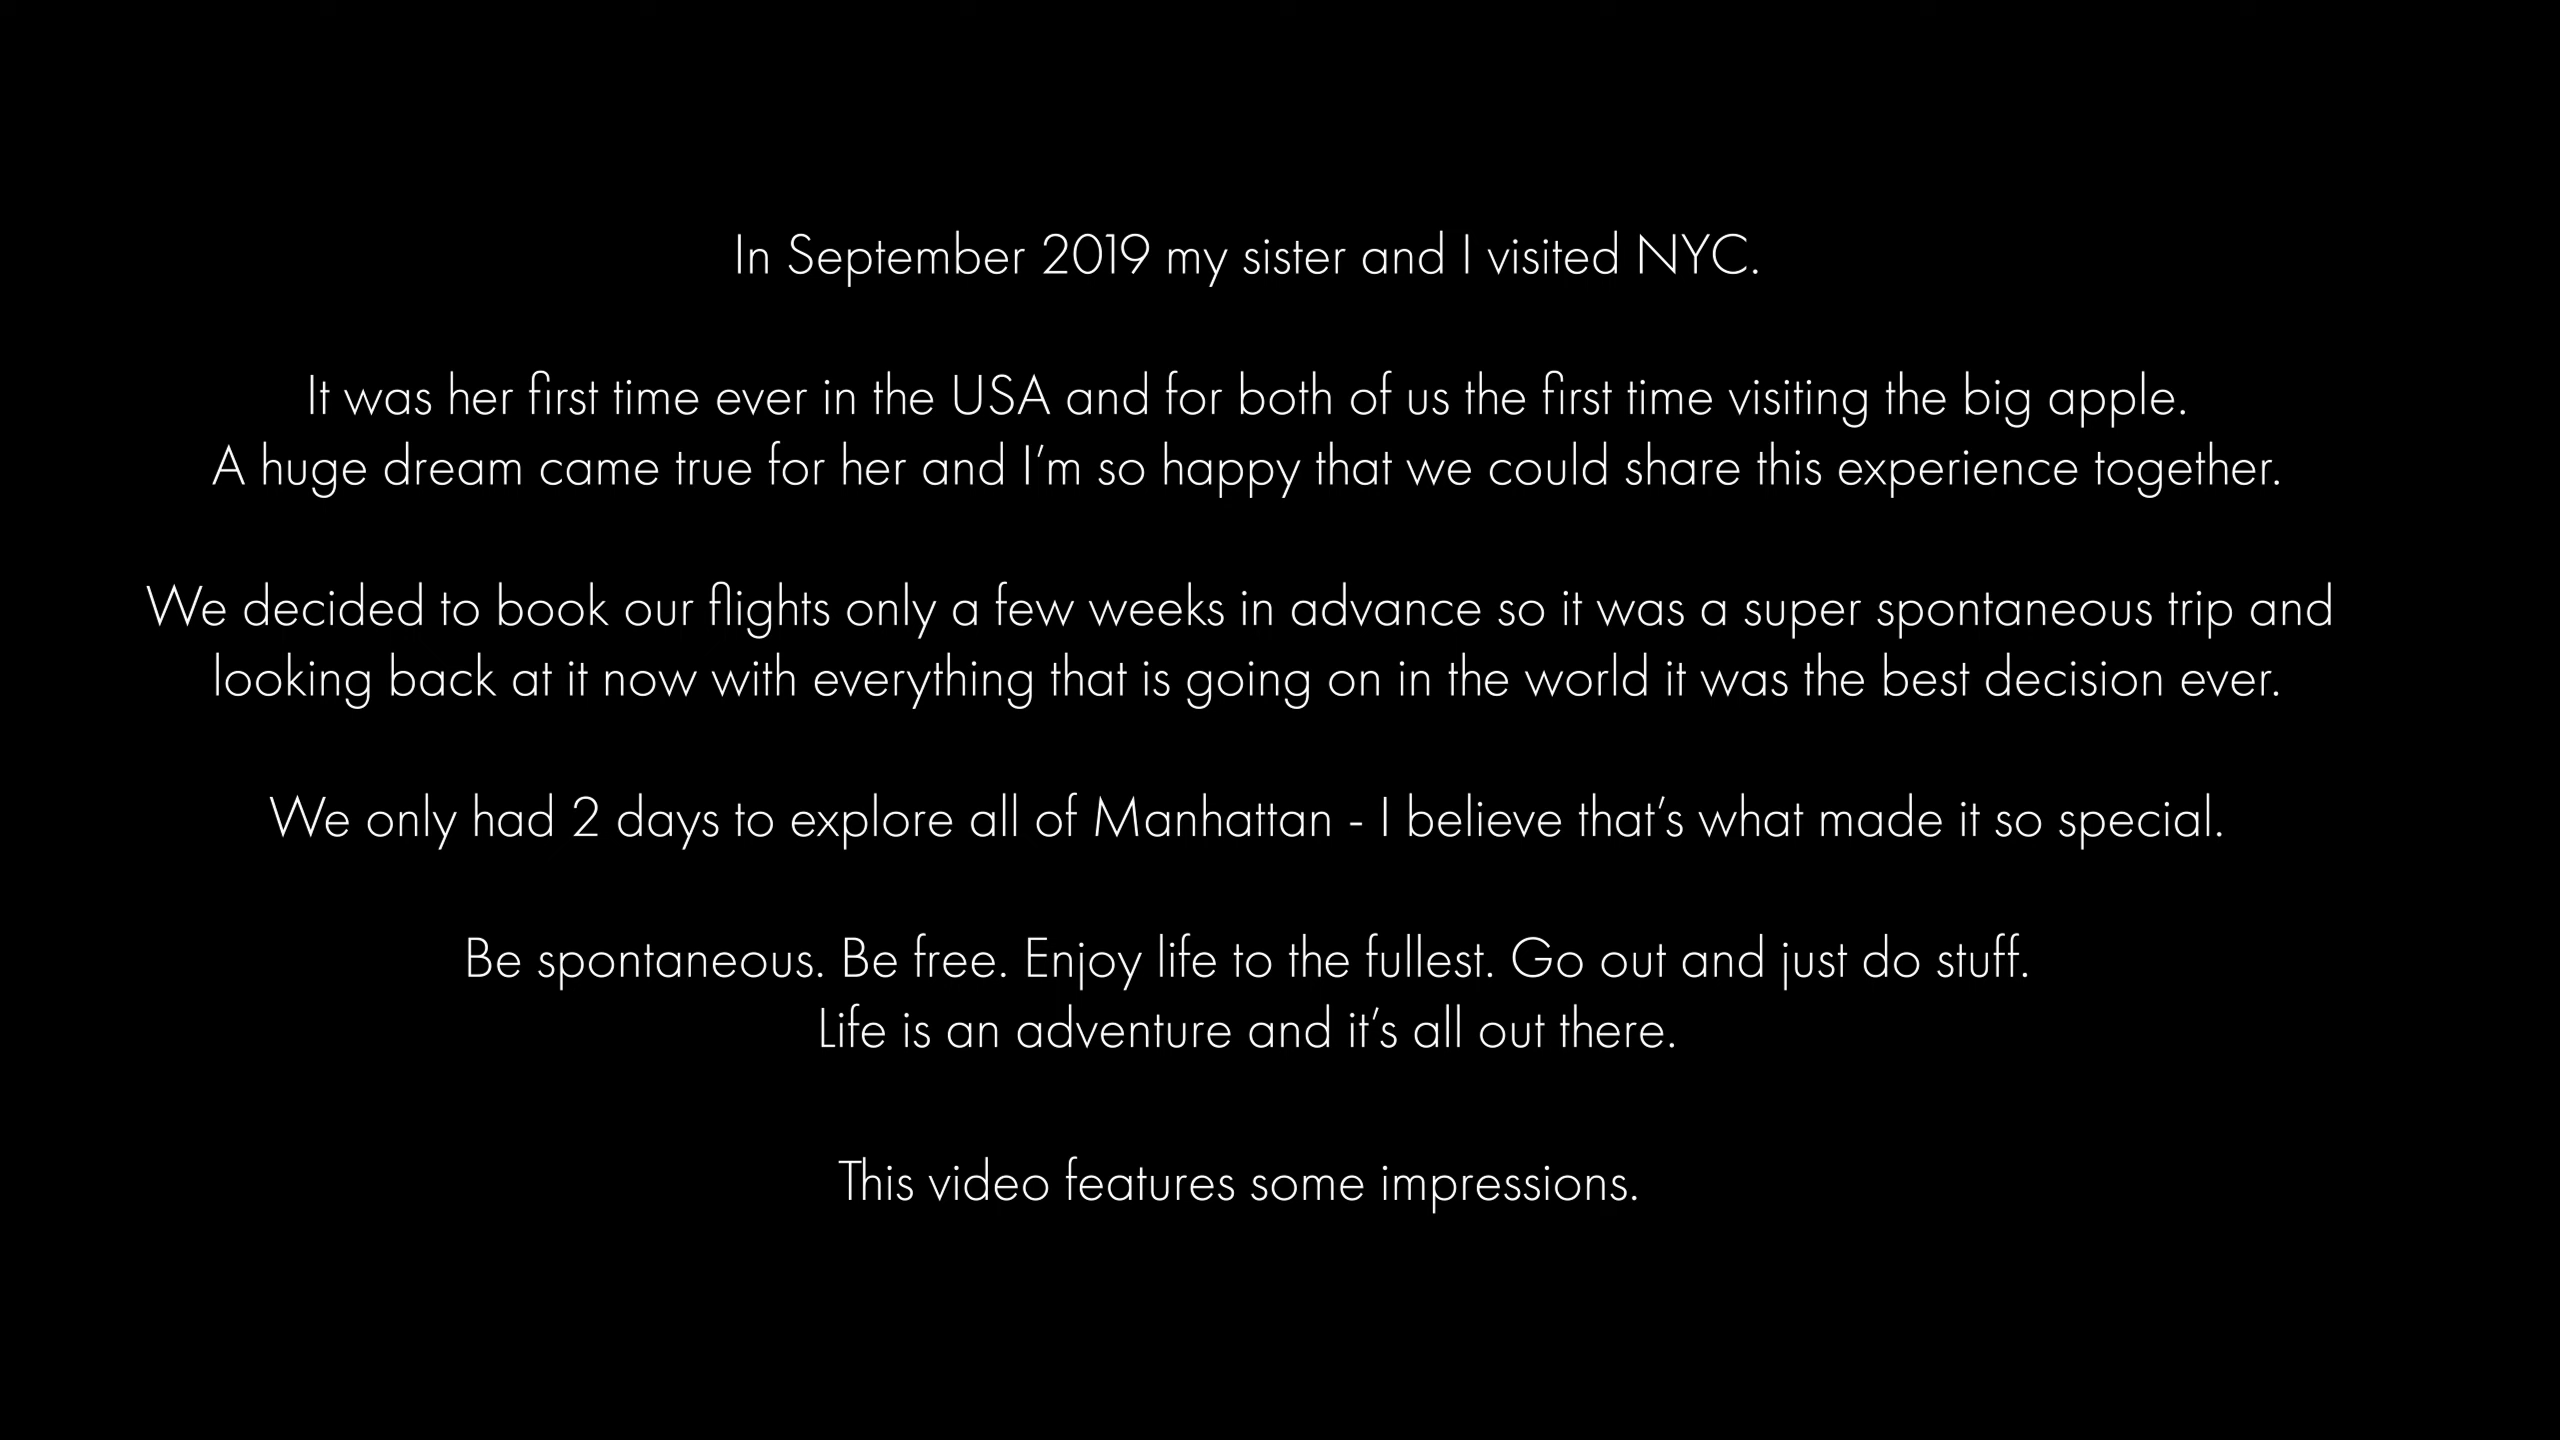 In September 2019 my sister and I visited NYC.
It was her first time ever in the USA and for both of us the first time visiting the big apple.
A huge dream came true for her and I’m so happy that we could share this experience together.
We decided to book our flights only a few weeks in advance so it was a super spontaneous trip and
looking back at it now with everything that is going on in the world it was the best decision ever.
We only had 2 days to explore all of Manhattan - I believe that’s what made it so special.
Be spontaneous. Be free. Enjoy life to the fullest. Go out and just do stuff.
Life is an adventure and it’s all out there.
This video features some impressions.